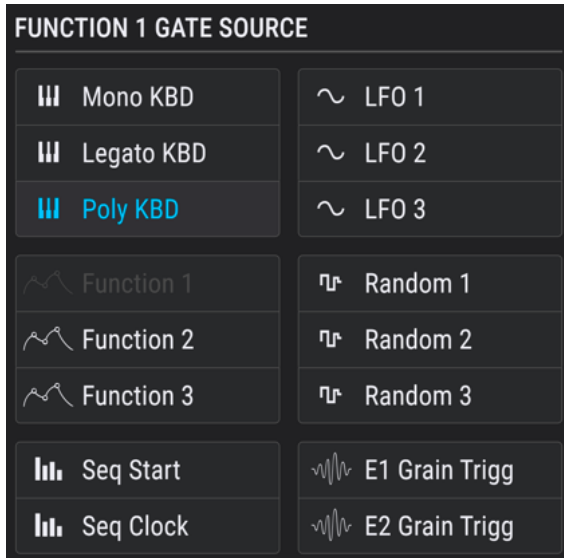 FUNCTION 1 GATE SOURCE
Mono KBD
Legato KBD
Poly KBD
LFO 1
LFO 2
LFO 3
Function 1
Function 2
Function 3
Random 1
Random 2
Random 3
Seq Start
Seq Clock
E1 Grain Trigg
E2 Grain Trigg